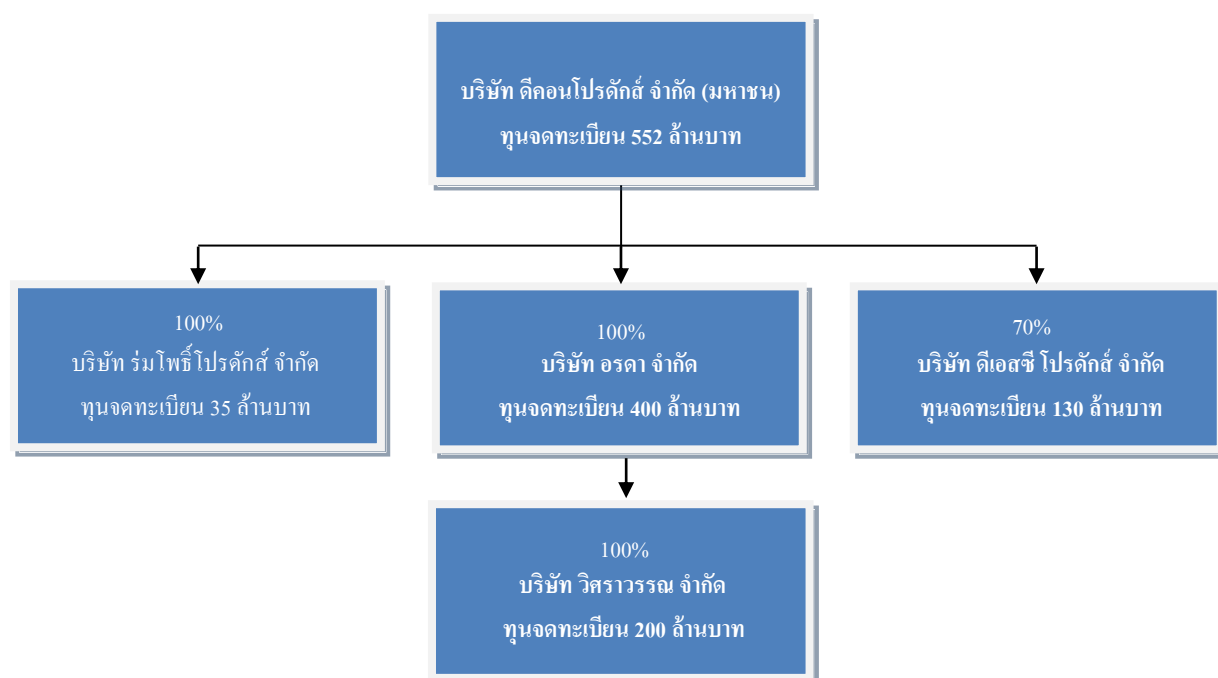 บริษัท ดีคอนโปรดักส์ จำกัด (มหาชน)
ทุนจดทะเบียน 552 ล้านบาท
100%
บริษัท ร่มโพธิ์โปรดักส์ จำกัด
ทุนจดทะเบียน 35 ล้านบาท
100%
บริษัท อรดา จำกัด
ทุนจดทะเบียน 400 ล้านบาท
70%
บริษัท ดีเอสซี โปรดักส์ จำกัด
ทุนจดทะเบียน 130 ล้านบาท
100%
บริษัท วิศราวรรณ จำกัด
ทุนจดทะเบียน 200 ล้านบาท